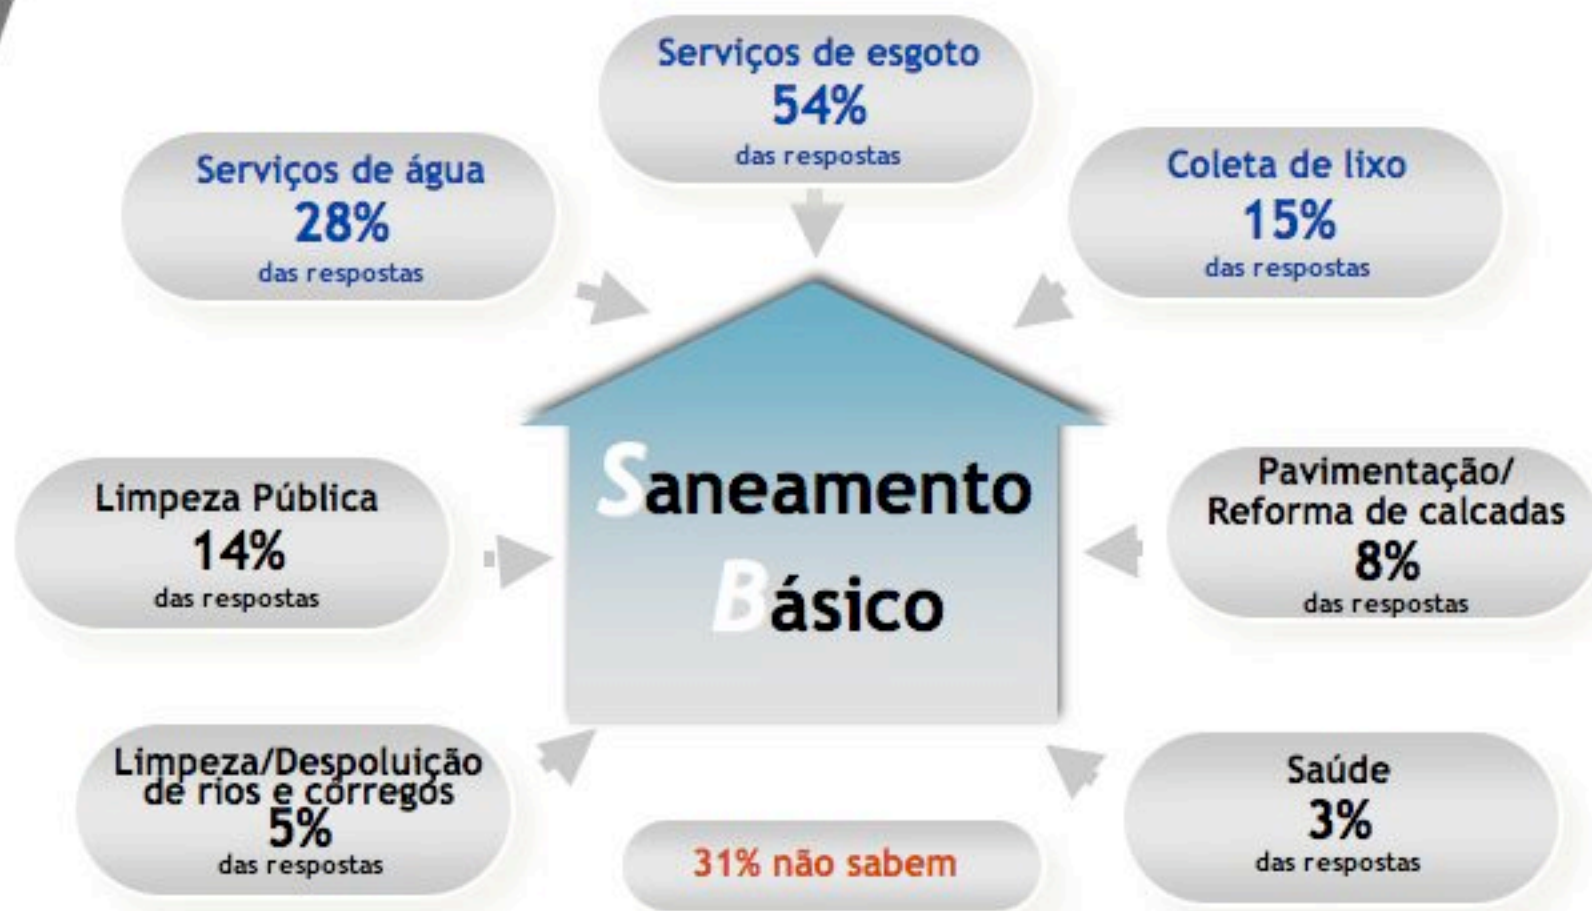 Serviços de esgoto
54%
das respostas
Serviços de água
28%
das respostas
Coleta de lixo
15%
das respostas
Saneamento
Básico
Limpeza Pública
14%
das respostas
Pavimentação/
Reforma de calcadas
8%
das respostas
Limpeza/Despoluição
de rios e córregos
5%
das respostas
Saúde
3%
das respostas
31% não sabem